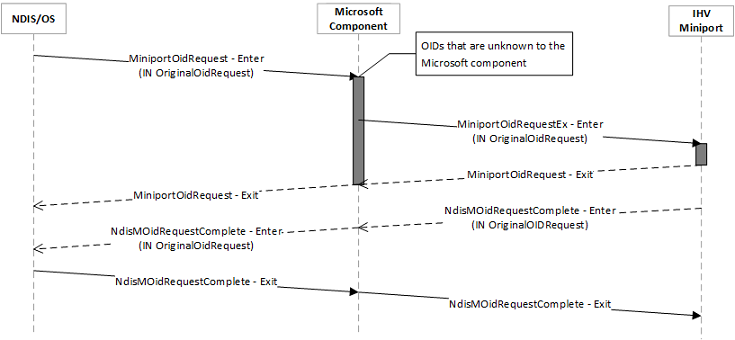 NDIS/OS
Microsoft
Component
IHV
Miniport
OIDs that are unknown to the
Microsoft component
MiniportOidRequest - Enter
(IN OriginalOidRequest)
MiniportOidRequestEx - Enter
(IN OriginalOidRequest)
MiniportOidRequest - Exit
MiniportOidRequest - Exit
NdisMOidRequestComplete - Enter
(IN OriginalOIDRequest)
NdisMOidRequestComplete - Enter
(IN OriginalOidRequest)
NdisMOidRequestComplete - Exit
NdisMOidRequestComplete - Exit